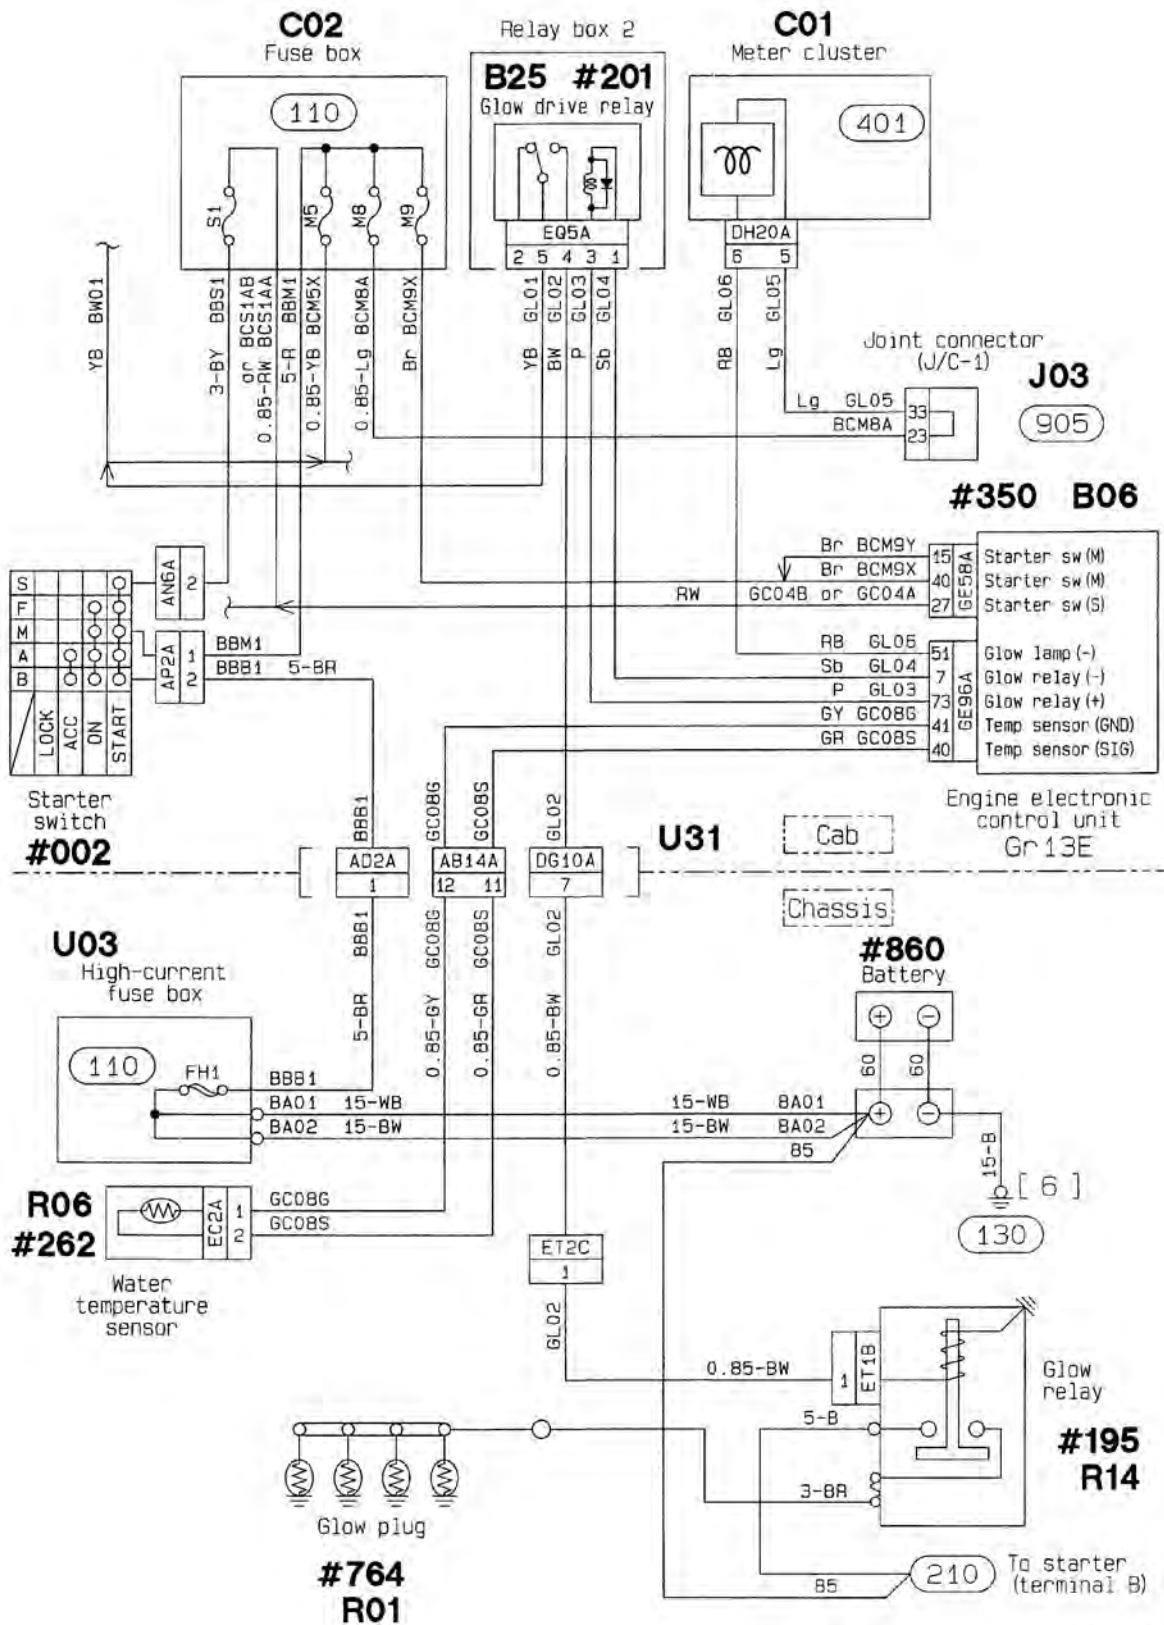 C02
Fuse box
110
S1
M5
M8
M9
Relay box 2
B25 #201
Glow drive relay
EQ5A
2 5 4 3 1
C01
Meter cluster
401
DH20A
6 5
YB BW01
3-BY BBS1
or BCS1AB
0.85-RW BCS1AA
5-R BBM1
0.85-YB BCM5X
0.85-Lg BCM8A
Br BCM9X
YB GL01
BW GL02
P GL03
Sb GL04
RB GL06
Lg GL05
Joint connector
(J/C-1)
J03
905
Lg GL05
33
BCM8A
23
#350 B06
Br BCM9Y
15
Starter sw(M)
Br BCM9X
40
Starter sw(M)
RW GC04B or GC04A
27
Starter sw(S)
GE58A
RB GL06
51
Glow lamp(-)
Sb GL04
7
Glow relay(-)
P GL03
73
Glow relay(+)
GY GC08G
41
Temp sensor(GND)
GR GC08S
40
Temp sensor(SIG)
GE96A
Engine electronic
control unit
Gr13E
S
F
M
A
B
LOCK
ACC
ON
START
AN6A
2
AP2A
1
2
BBM1
BBB1 5-BR
Starter
switch
#002
BBB1
GC08G
GC08S
GL02
AD2A
1
AB14A
12 11
DG10A
7
U31
Cab
Chassis
5-BR BBB1
0.85-GY GC08G
0.85-GR GC08S
0.85-BW GL02
U03
High-current
fuse box
110
FH1
BBB1
BA01 15-WB
15-WB BA01
BA02 15-BW
15-BW BA02
85
#860
Battery
+ −
60
60
+ −
15-B
[6]
130
R06
#262
EC2A
1
2
GC08G
GC08S
Water
temperature
sensor
ET2C
1
GL02
0.85-BW
1
ET1B
5-B
3-BR
Glow
relay
#195
R14
Glow plug
#764
R01
85
210
To starter
(terminal B)